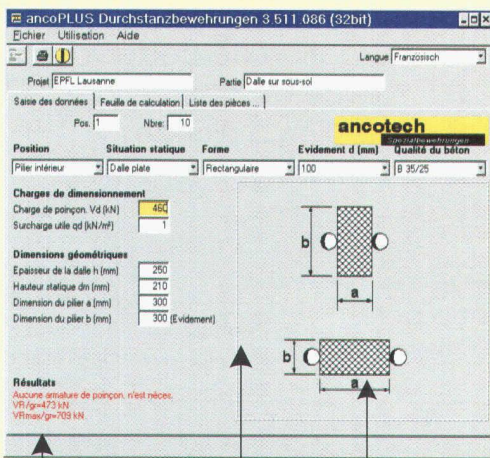 ancoPLUS Durchstanzbewehrungen 3.511.086 (32bit)
Eichier Utilisation Aide
Langue Französisch
Projet EPFL Lausanne Partie Dalle sur sous-sol
Saisie des données Feuille de calculation Liste des pièces ...
Pos. 1 Nbre: 10
ancotech
Spezialbewehrungen
Position Situation statique Forme Evidement d (mm) Qualité du béton
Pilier intérieur Dalle plate Rectangulaire 100 B 35/25
Charges de dimensionnement
Charge de poinçon. Vd (kN) 460
Surcharge utile qd (kN/m²) 1
Dimensions géométriques
Epaisseur de la dalle h (mm) 250
Hauteur statique dm (mm) 210
Dimension du pilier a (mm) 300
Dimension du pilier b (mm) 300 (Evidement)
b
a
b
a
Résultats
Aucune armature de poinçon. n'est néces.
VR/gr=473 kN
VRmax/gr=709 kN